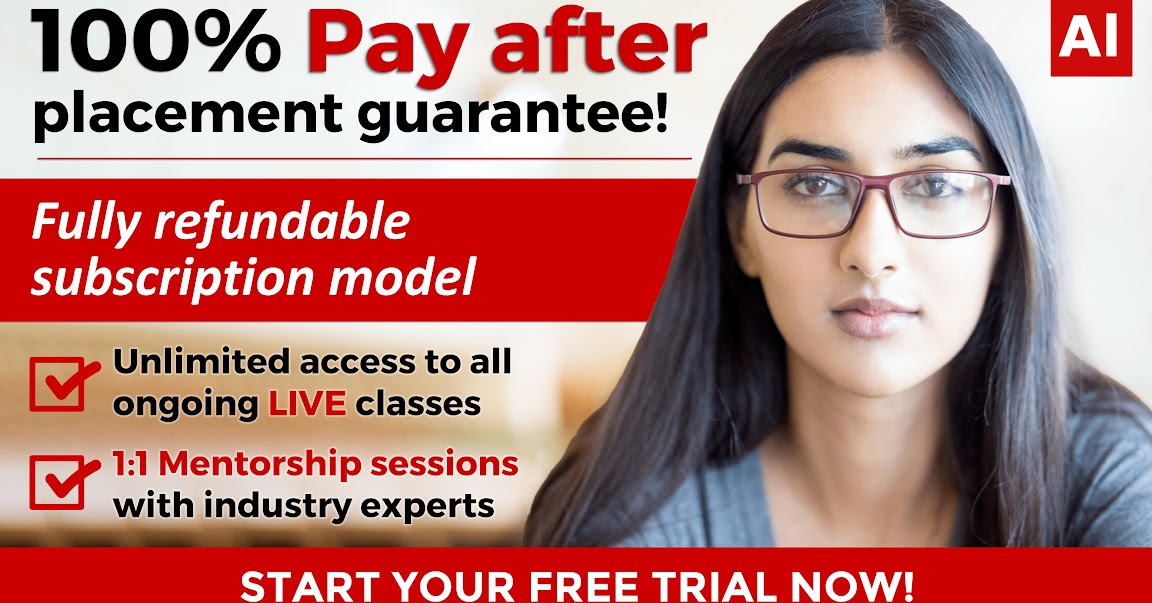 100% Pay after
placement guarantee!
AI
Fully refundable
subscription model
Unlimited access to all
ongoing LIVE classes
1:1 Mentorship sessions
with industry experts
START YOUR FREE TRIAL NOW!